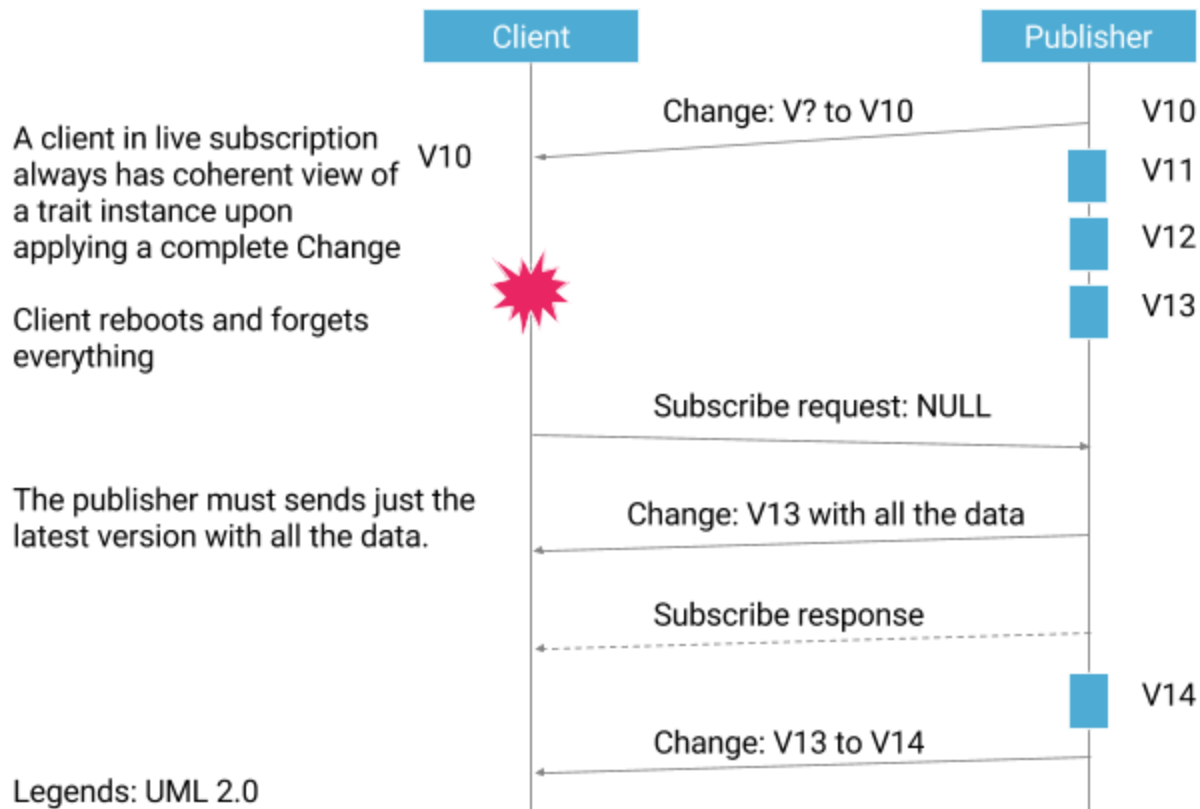 Client
Publisher
Change: V? to V10
V10
A client in live subscription
always has coherent view of
a trait instance upon
applying a complete Change
V10
V11
V12
V13
Client reboots and forgets
everything
Subscribe request: NULL
The publisher must sends just the
latest version with all the data.
Change: V13 with all the data
Subscribe response
V14
Change: V13 to V14
Legends: UML 2.0